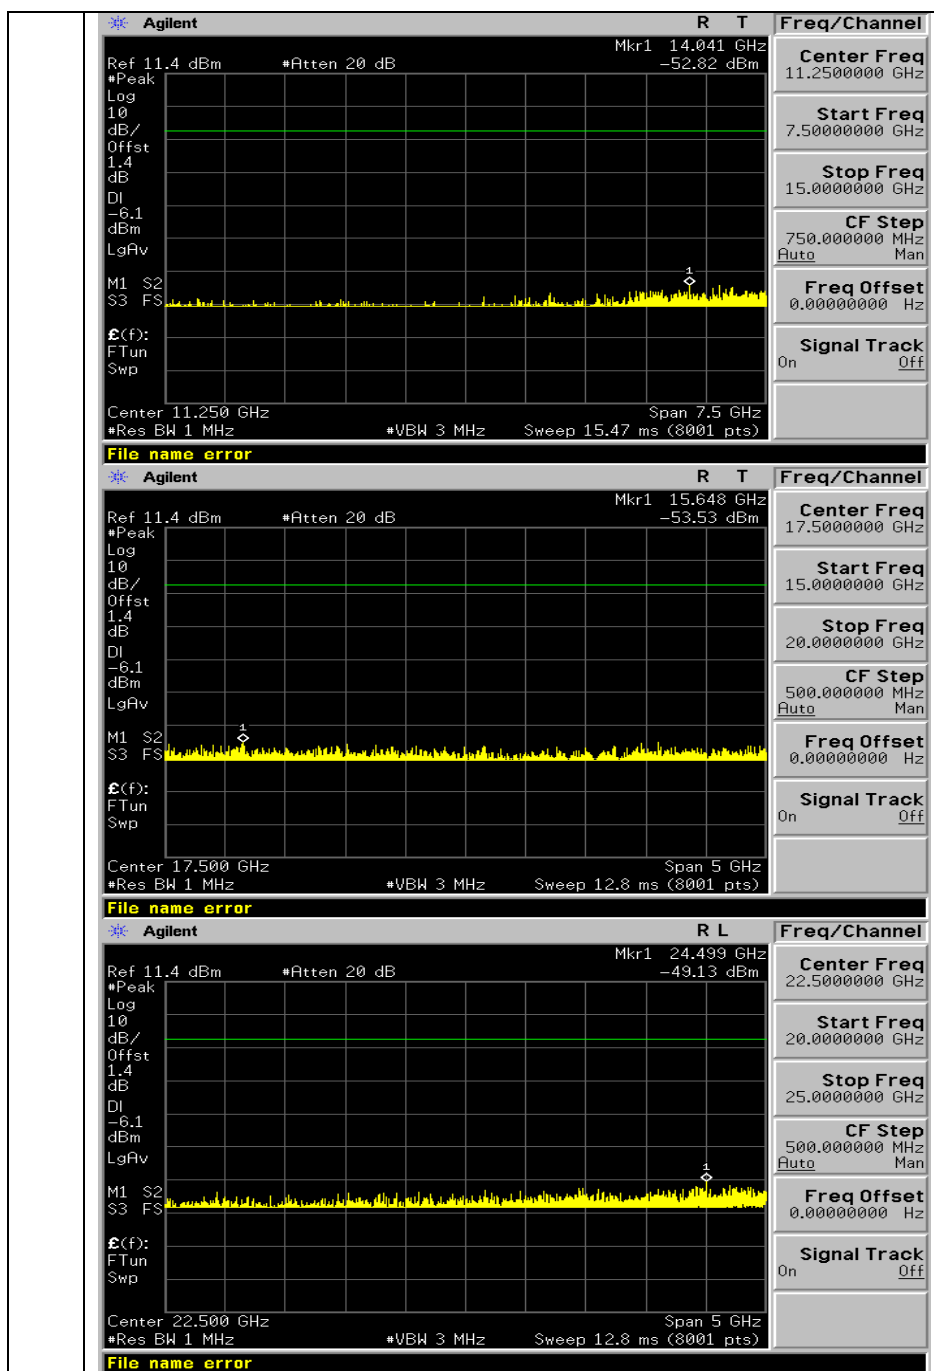 Agilent R T Freq/Channel
Mkr1 14.041 GHz
Ref 11.4 dBm #Atten 20 dB -52.82 dBm
#Peak
Log
10
dB/
Offst
1.4
dB
DI
-6.1
dBm
LgAv
M1 S2
S3 FS
£(f):
FTun
Swp
1
Center 11.250 GHz Span 7.5 GHz
#Res BW 1 MHz #VBW 3 MHz Sweep 15.47 ms (8001 pts)
Center Freq
11.2500000 GHz
Start Freq
7.50000000 GHz
Stop Freq
15.0000000 GHz
CF Step
750.000000 MHz
Auto Man
Freq Offset
0.00000000 Hz
Signal Track
On Off
File name error
Agilent R T Freq/Channel
Mkr1 15.648 GHz
Ref 11.4 dBm #Atten 20 dB -53.53 dBm
#Peak
Log
10
dB/
Offst
1.4
dB
DI
-6.1
dBm
LgAv
M1 S2
S3 FS
£(f):
FTun
Swp
1
Center 17.500 GHz Span 5 GHz
#Res BW 1 MHz #VBW 3 MHz Sweep 12.8 ms (8001 pts)
Center Freq
17.5000000 GHz
Start Freq
15.0000000 GHz
Stop Freq
20.0000000 GHz
CF Step
500.000000 MHz
Auto Man
Freq Offset
0.00000000 Hz
Signal Track
On Off
File name error
Agilent R L Freq/Channel
Mkr1 24.499 GHz
Ref 11.4 dBm #Atten 20 dB -49.13 dBm
#Peak
Log
10
dB/
Offst
1.4
dB
DI
-6.1
dBm
LgAv
M1 S2
S3 FS
£(f):
FTun
Swp
1
Center 22.500 GHz Span 5 GHz
#Res BW 1 MHz #VBW 3 MHz Sweep 12.8 ms (8001 pts)
Center Freq
22.5000000 GHz
Start Freq
20.0000000 GHz
Stop Freq
25.0000000 GHz
CF Step
500.000000 MHz
Auto Man
Freq Offset
0.00000000 Hz
Signal Track
On Off
File name error